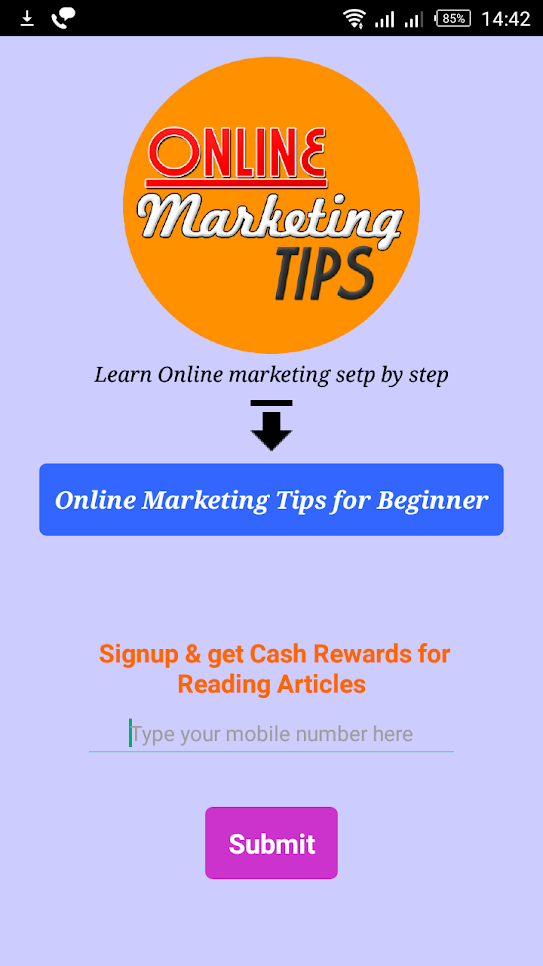 85% 14:42
ONLINE
Marketing
TIPS
Learn Online marketing setp by step
Online Marketing Tips for Beginner
Signup & get Cash Rewards for
Reading Articles
Type your mobile number here
Submit